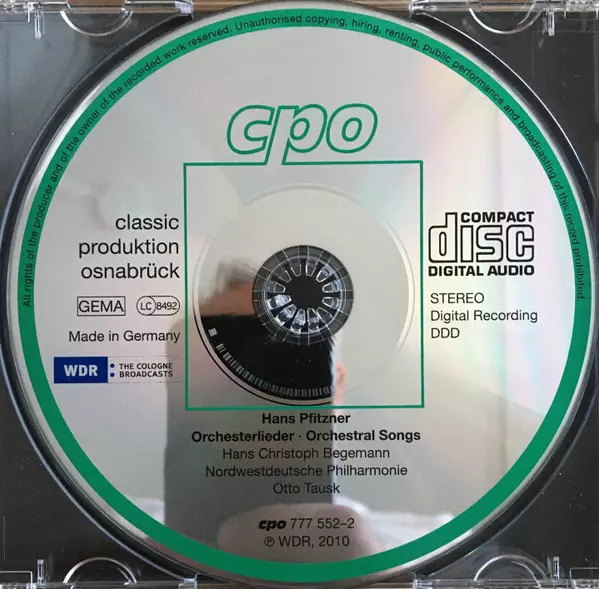 All rights of the producer and of the owner of the recorded work reserved. Unauthorised copying, hiring, renting, public performance and broadcasting of this record prohibited.
cpo
classic
produktion
osnabrück
GEMA LC 8492
Made in Germany
WDR THE COLOGNE
BROADCASTS
COMPACT
disc
DIGITAL AUDIO
STEREO
Digital Recording
DDD
Hans Pfitzner
Orchesterlieder · Orchestral Songs
Hans Christoph Begemann
Nordwestdeutsche Philharmonie
Otto Tausk
cpo 777 552–2
℗ WDR, 2010